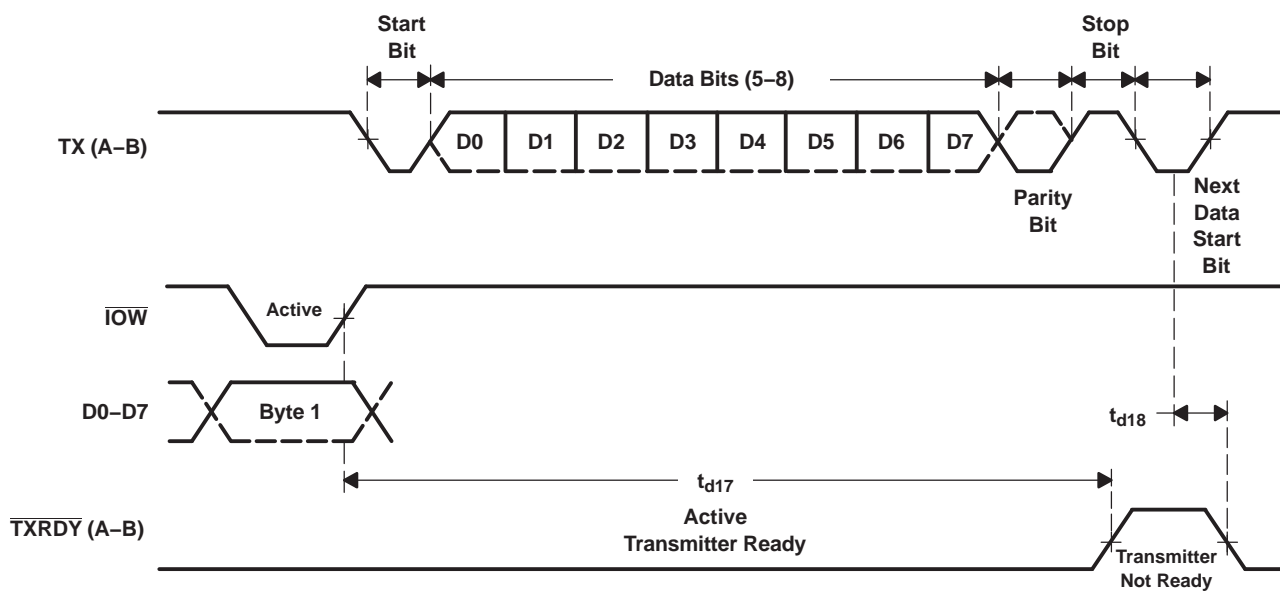 Start
Bit
Data Bits (5–8)
Stop
Bit
TX (A–B)
D0
D1
D2
D3
D4
D5
D6
D7
Parity
Bit
Next
Data
Start
Bit
IOW
Active
D0–D7
Byte 1
td18
td17
TXRDY (A–B)
Active
Transmitter Ready
Transmitter
Not Ready